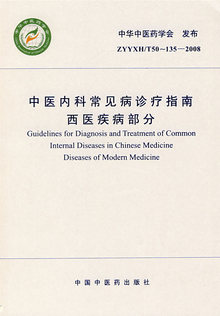 中华中医药学会 发布
ZYYXH/T50~135—2008
中医内科常见病诊疗指南
西医疾病部分
Guidelines for Diagnosis and Treatment of Common
Internal Diseases in Chinese Medicine
Diseases of Modern Medicine
中国中医药出版社